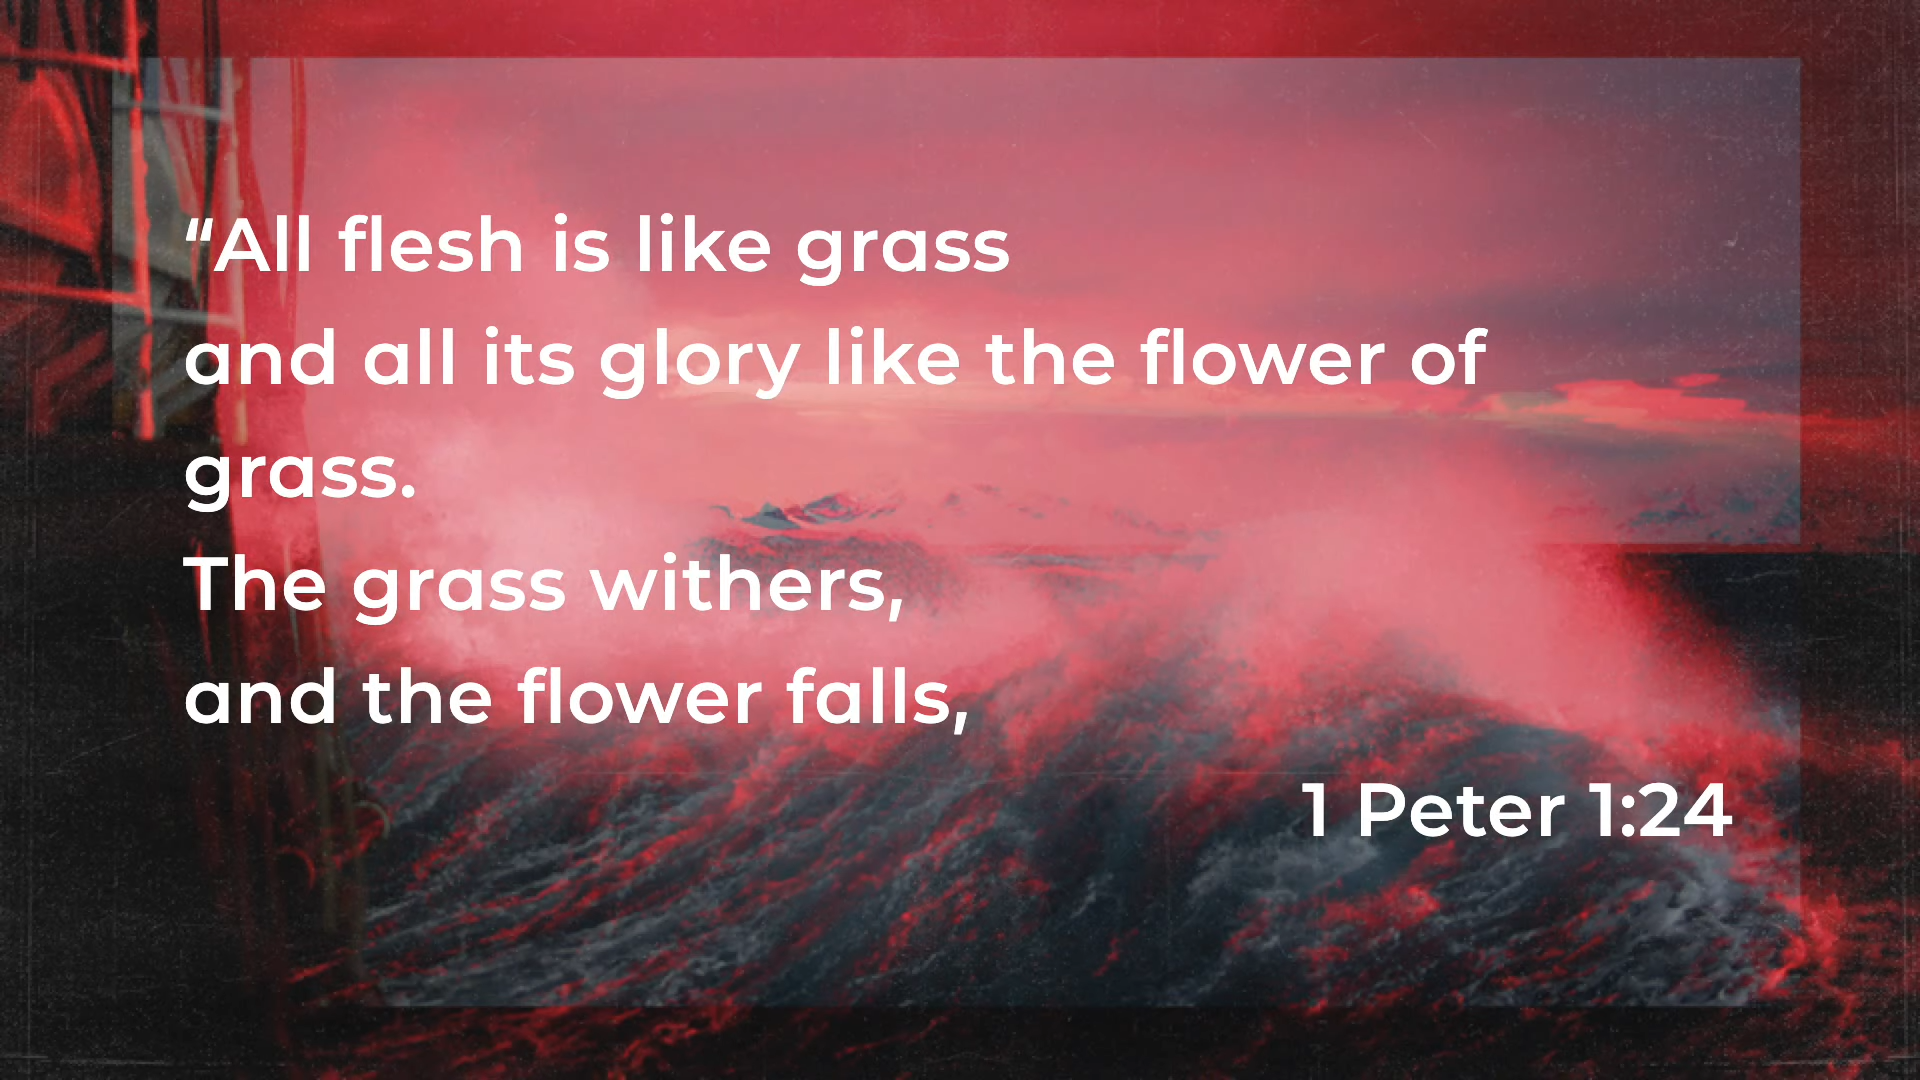 “All flesh is like grass
and all its glory like the flower of
grass.
The grass withers,
and the flower falls,
1 Peter 1:24